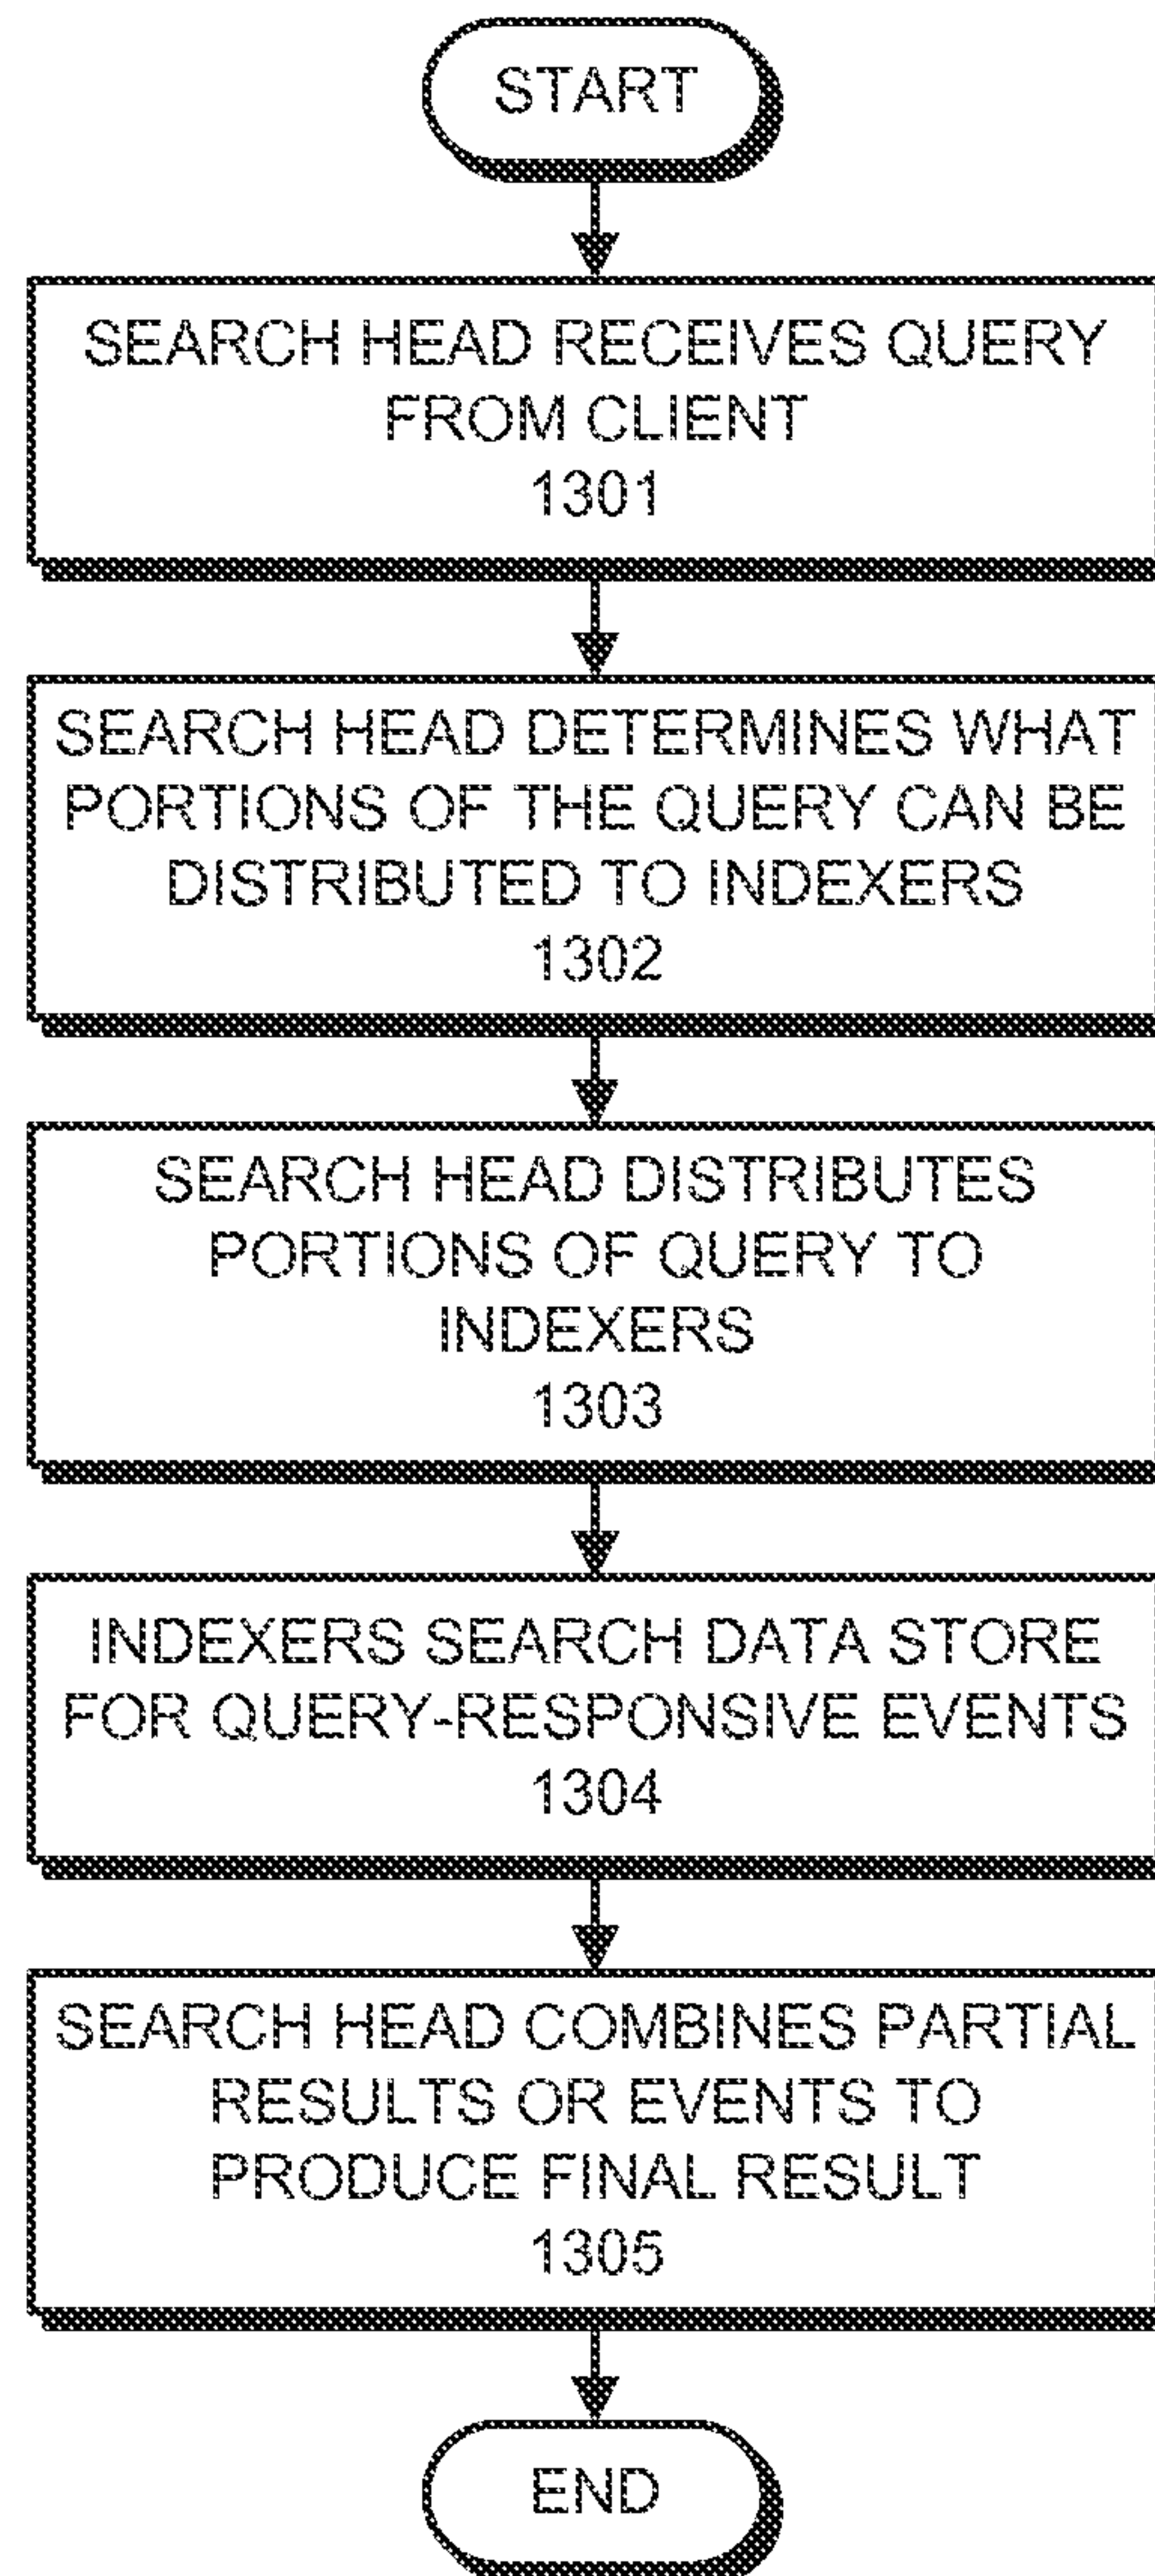 START
SEARCH HEAD RECEIVES QUERY
FROM CLIENT
1301
SEARCH HEAD DETERMINES WHAT
PORTIONS OF THE QUERY CAN BE
DISTRIBUTED TO INDEXERS
1302
SEARCH HEAD DISTRIBUTES
PORTIONS OF QUERY TO
INDEXERS
1303
INDEXERS SEARCH DATA STORE
FOR QUERY-RESPONSIVE EVENTS
1304
SEARCH HEAD COMBINES PARTIAL
RESULTS OR EVENTS TO
PRODUCE FINAL RESULT
1305
END